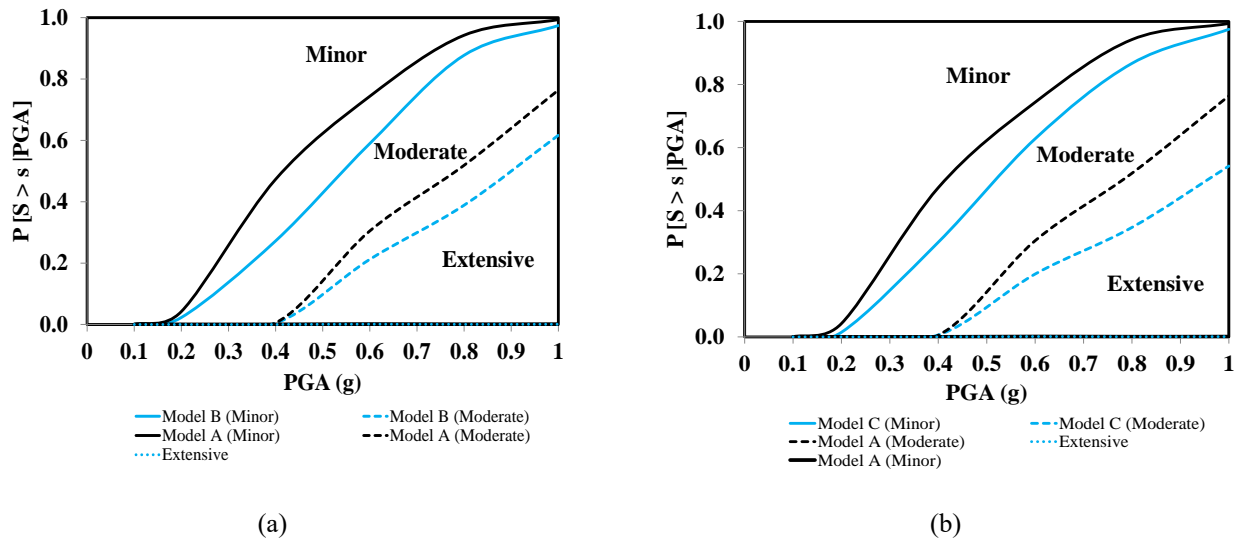 1.0
0.8
0.6
0.4
0.2
0.0
P [S > s |PGA]
Minor
Moderate
Extensive
0 0.1 0.2 0.3 0.4 0.5 0.6 0.7 0.8 0.9 1
PGA (g)
Model B (Minor) Model B (Moderate)
Model A (Minor) Model A (Moderate)
Extensive
(a)
1.0
0.8
0.6
0.4
0.2
0.0
P [S > s |PGA]
Minor
Moderate
Extensive
0 0.1 0.2 0.3 0.4 0.5 0.6 0.7 0.8 0.9 1
PGA (g)
Model C (Minor) Model C (Moderate)
Model A (Moderate) Extensive
Model A (Minor)
(b)